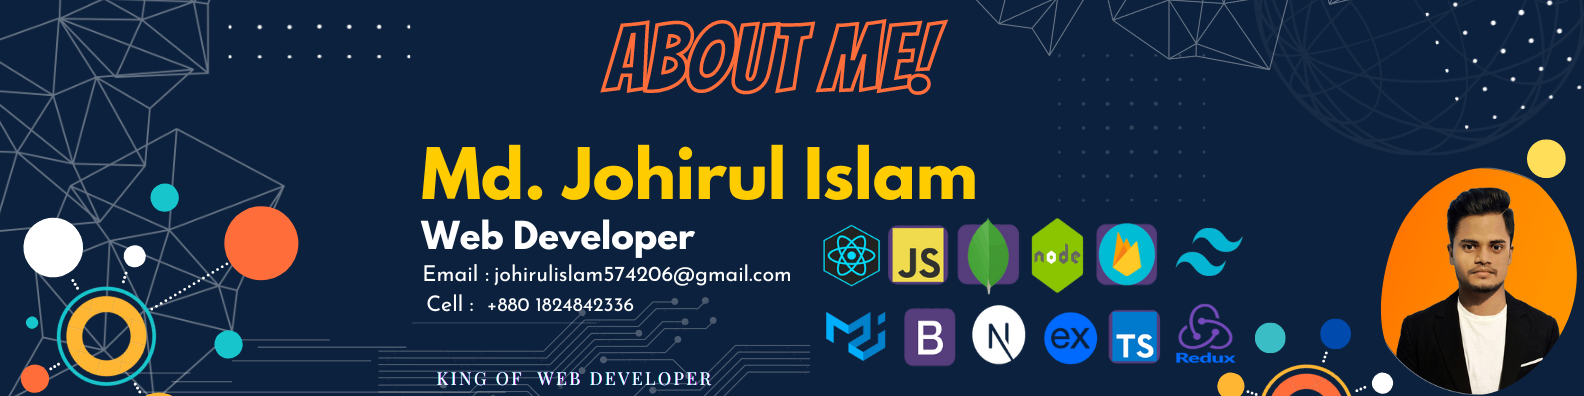 ABOUT ME!
Md. Johirul Islam
Web Developer
Email : johirulislam574206@gmail.com
Cell : +880 1824842336
JS
node
B
N
ex
TS
Redux
KING OF WEB DEVELOPER